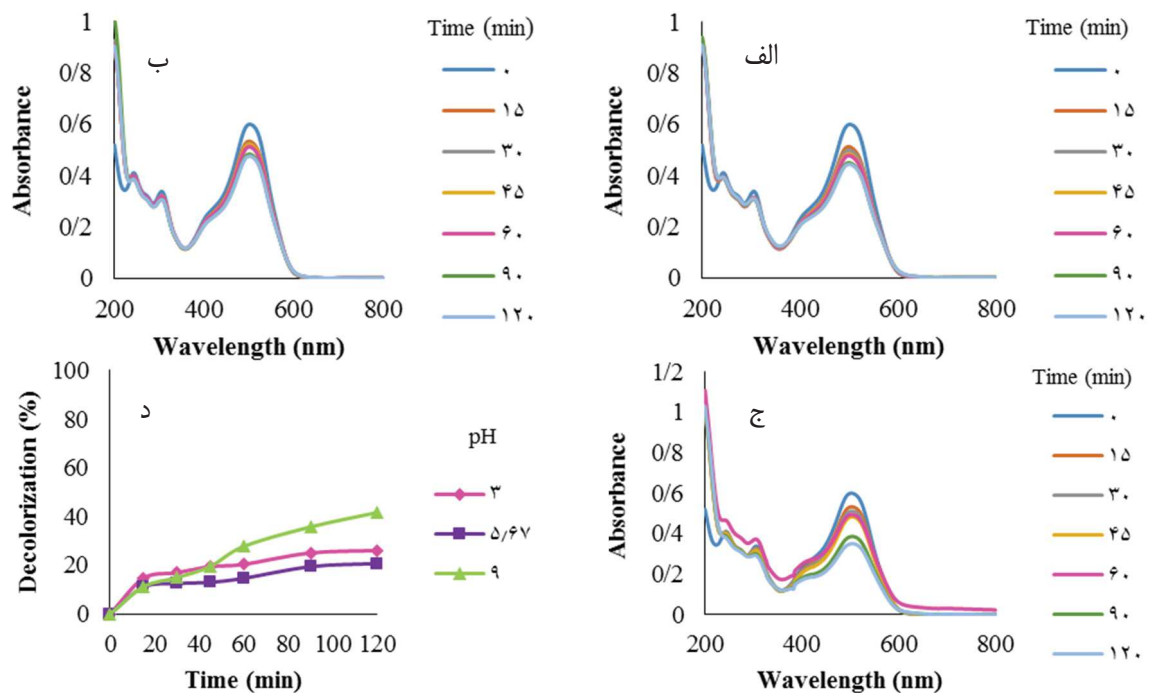 ب
Time (min)
۰
۱۵
۳۰
۴۵
۶۰
۹۰
۱۲۰
1
0/8
0/6
0/4
0/2
0
Absorbance
200 400 600 800
Wavelength (nm)
الف
Time (min)
۰
۱۵
۳۰
۴۵
۶۰
۹۰
۱۲۰
1
0/8
0/6
0/4
0/2
0
Absorbance
200 400 600 800
Wavelength (nm)
د
100
80
60
40
20
0
Decolorization (%)
0 20 40 60 80 100 120
Time (min)
pH
۳
۵٫۶۷
۹
ج
Time (min)
۰
۱۵
۳۰
۴۵
۶۰
۹۰
۱۲۰
1/2
1
0/8
0/6
0/4
0/2
0
Absorbance
200 400 600 800
Wavelength (nm)